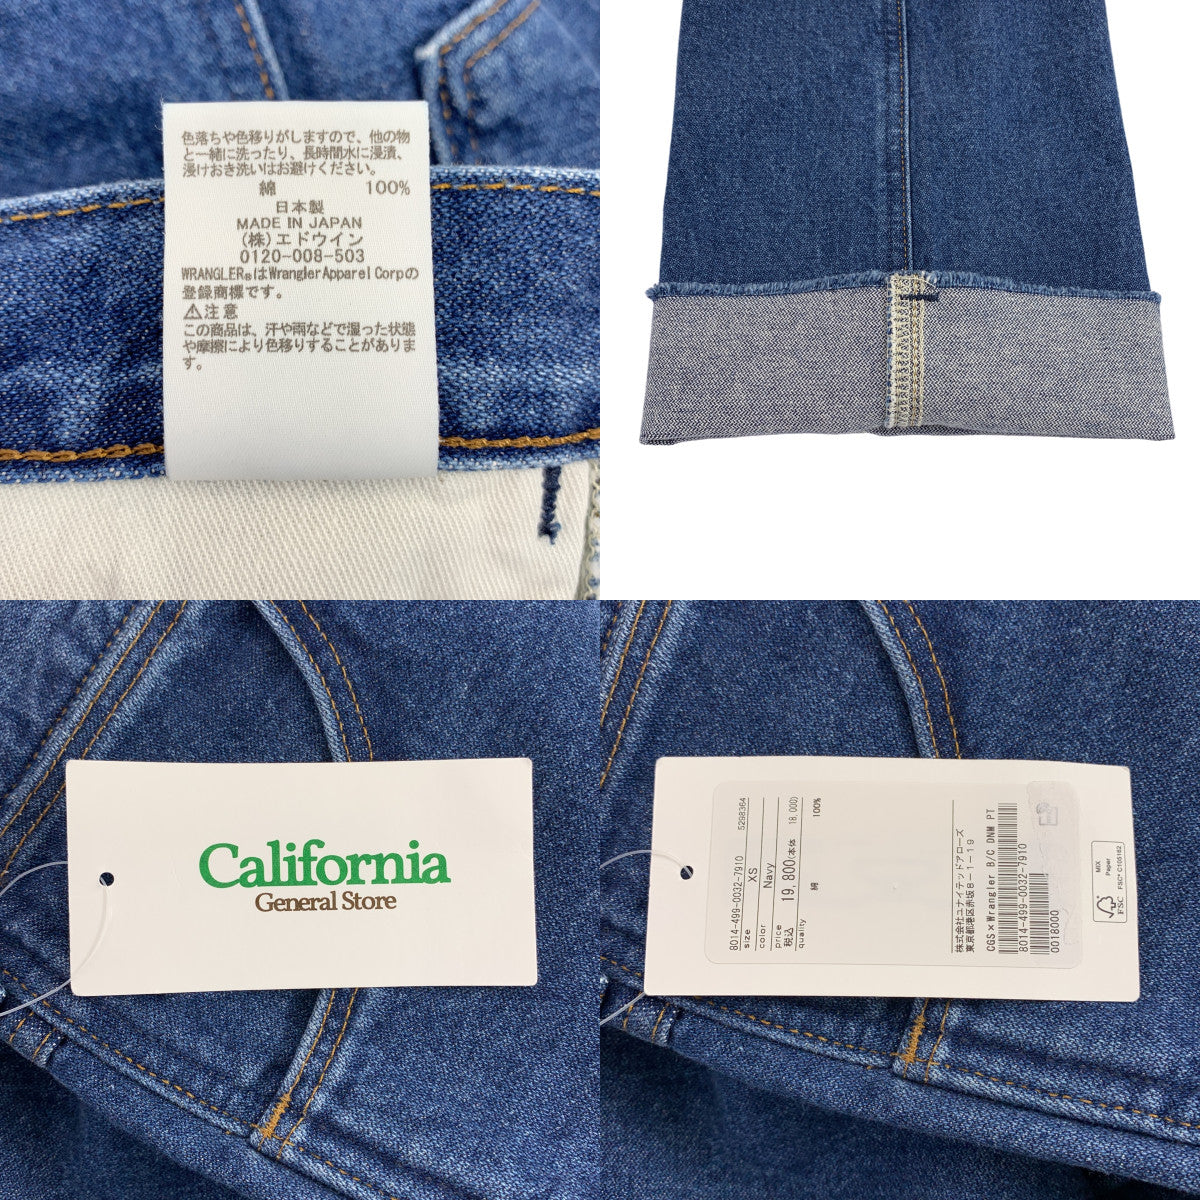 色落ちや色移りがしますので、他の物
と一緒に洗ったり、長時間水に浸漬、
浸けおき洗いはお避けください。
綿 100%
日本製
MADE IN JAPAN
(株)エドウイン
0120-008-503
WRANGLER®はWrangler Apparel Corpの
登録商標です。
⚠注意
この商品は、汗や雨などで湿った状態
や摩擦により色移りすることがありま
す。
California
General Store
8014-499-0032-7910 5298364
size XS
color Navy
price 税込 19,800(本体 18,000)
quality 綿 100%
株式会社ユナイテッドアローズ
東京都港区赤坂8-1-19
CGS×Wrangler B/C DNM PT
8014-499-0032-7910
0018000
FSC
MIX
Paper
FSC® C105162